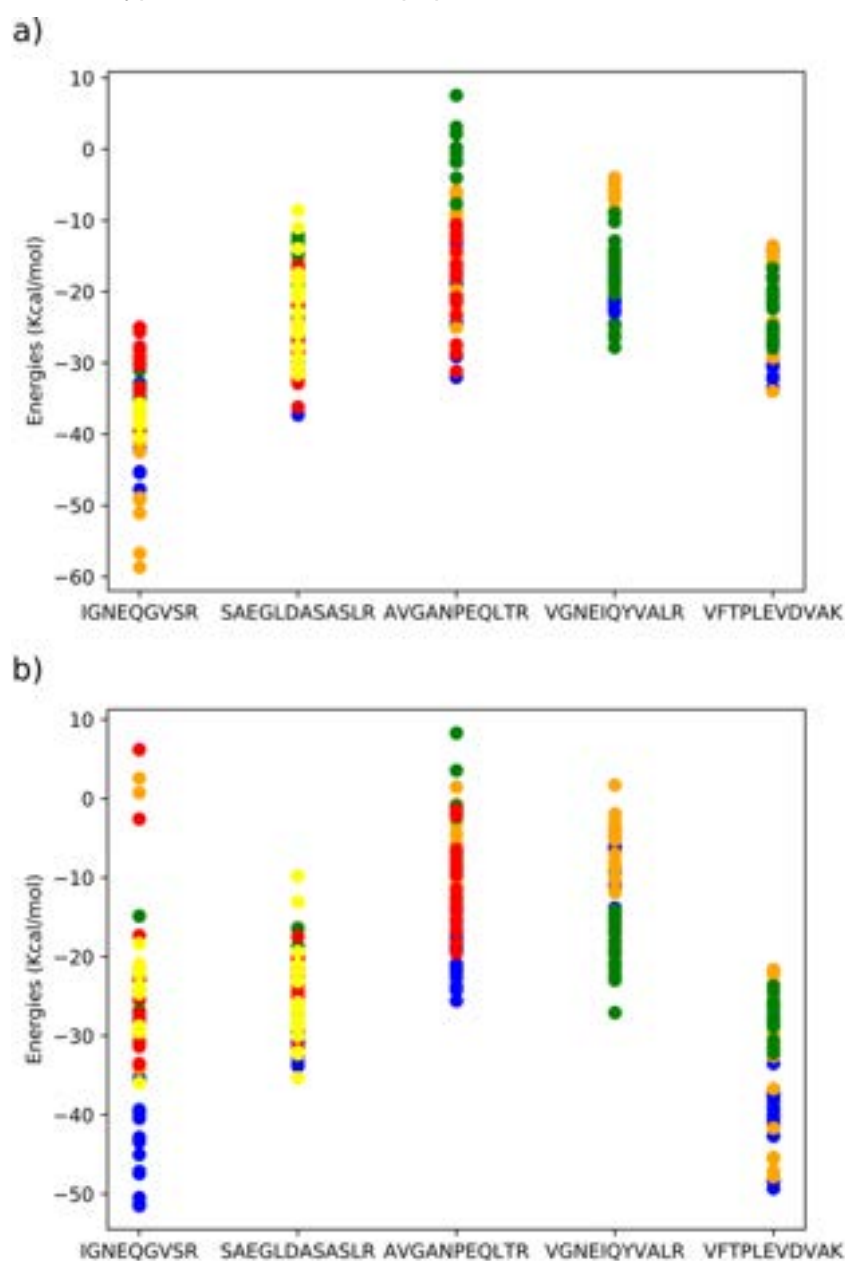 a)
10
0
−10
−20
−30
−40
−50
−60
Energies (Kcal/mol)
IGNEQGVSR SAEGLDASASLR AVGANPEQLTR VGNEIQYVALR VFTPLEVDVAK
b)
10
0
−10
−20
−30
−40
−50
Energies (Kcal/mol)
IGNEQGVSR SAEGLDASASLR AVGANPEQLTR VGNEIQYVALR VFTPLEVDVAK